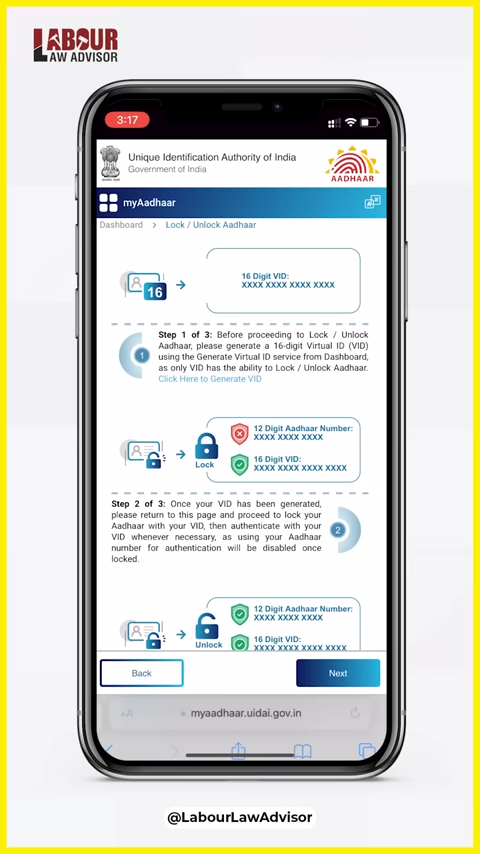 LABOUR
LAW ADVISOR
3:17
Unique Identification Authority of India
Government of India
AADHAAR
myAadhaar
Dashboard > Lock / Unlock Aadhaar
16 Digit VID:
XXXX XXXX XXXX XXXX
16
Step 1 of 3: Before proceeding to Lock / Unlock
Aadhaar, please generate a 16-digit Virtual ID (VID)
using the Generate Virtual ID service from Dashboard,
as only VID has the ability to Lock / Unlock Aadhaar.
Click Here to Generate VID
1
12 Digit Aadhaar Number:
XXXX XXXX XXXX
16 Digit VID:
XXXX XXXX XXXX XXXX
Lock
Step 2 of 3: Once your VID has been generated,
please return to this page and proceed to lock your
Aadhaar with your VID, then authenticate with your
VID whenever necessary, as using your Aadhaar
number for authentication will be disabled once
locked.
2
12 Digit Aadhaar Number:
XXXX XXXX XXXX
16 Digit VID:
XXXX XXXX XXXX XXXX
Unlock
Back
Next
AA
myaadhaar.uidai.gov.in
@LabourLawAdvisor